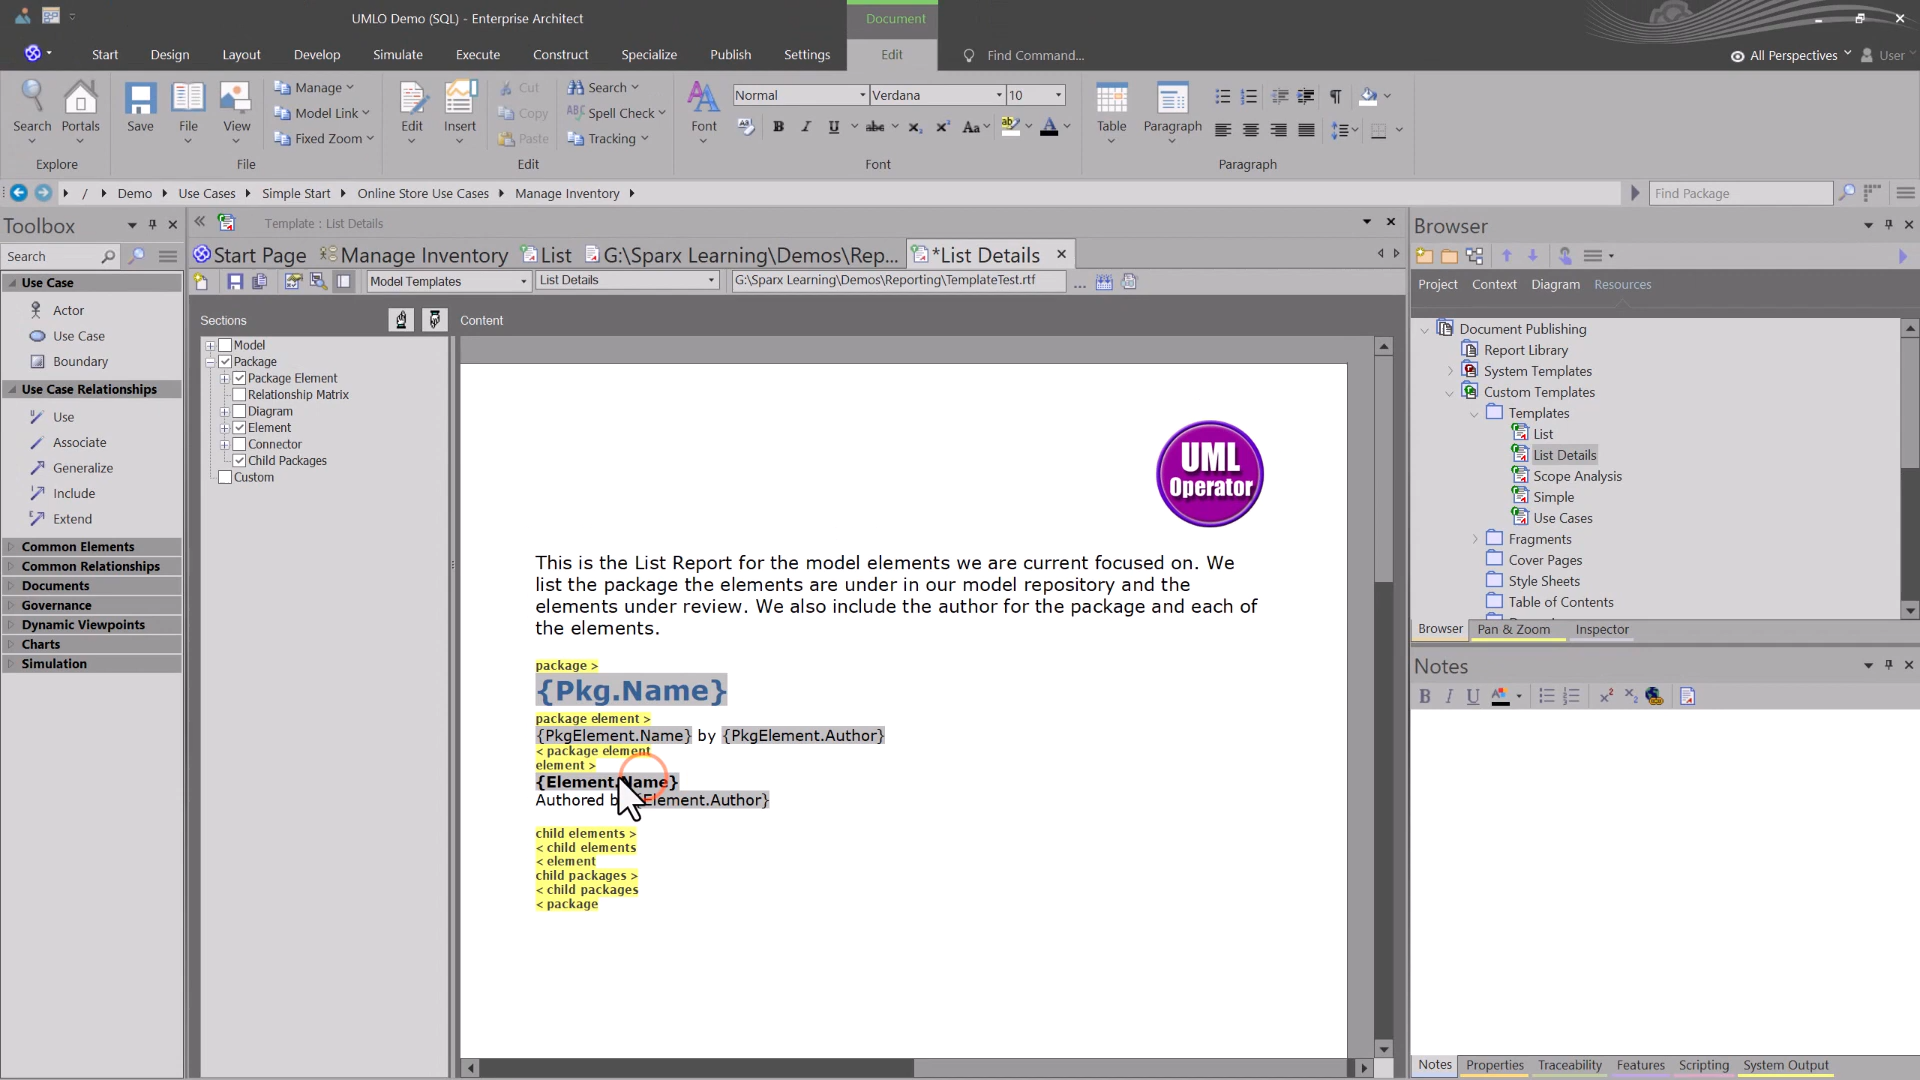 UMLO Demo (SQL) - Enterprise Architect
Document
Start
Design
Layout
Develop
Simulate
Execute
Construct
Specialize
Publish
Settings
Edit
Find Command...
All Perspectives
User
Search
Portals
Save
File
View
Manage
Model Link
Fixed Zoom
Edit
Insert
Cut
Copy
Paste
Search
Spell Check
Tracking
Font
Normal
Verdana
10
Table
Paragraph
Explore
File
Edit
Font
Paragraph
/
Demo
Use Cases
Simple Start
Online Store Use Cases
Manage Inventory
Find Package
Toolbox
Search
Use Case
Actor
Use Case
Boundary
Use Case Relationships
Use
Associate
Generalize
Include
Extend
Common Elements
Common Relationships
Documents
Governance
Dynamic Viewpoints
Charts
Simulation
Template : List Details
Start Page
Manage Inventory
List
G:\Sparx Learning\Demos\Rep...
*List Details
Model Templates
List Details
G:\Sparx Learning\Demos\Reporting\TemplateTest.rtf
...
Sections
Content
Model
Package
Package Element
Relationship Matrix
Diagram
Element
Connector
Child Packages
Custom
UML
Operator
This is the List Report for the model elements we are current focused on. We
list the package the elements are under in our model repository and the
elements under review. We also include the author for the package and each of
the elements.
package >
{Pkg.Name}
package element >
{PkgElement.Name} by {PkgElement.Author}
< package element
element >
{Element.Name}
Authored by {Element.Author}
child elements >
< child elements
< element
child packages >
< child packages
< package
Browser
Project
Context
Diagram
Resources
Document Publishing
Report Library
System Templates
Custom Templates
Templates
List
List Details
Scope Analysis
Simple
Use Cases
Fragments
Cover Pages
Style Sheets
Table of Contents
Browser
Pan & Zoom
Inspector
Notes
Notes
Properties
Traceability
Features
Scripting
System Output